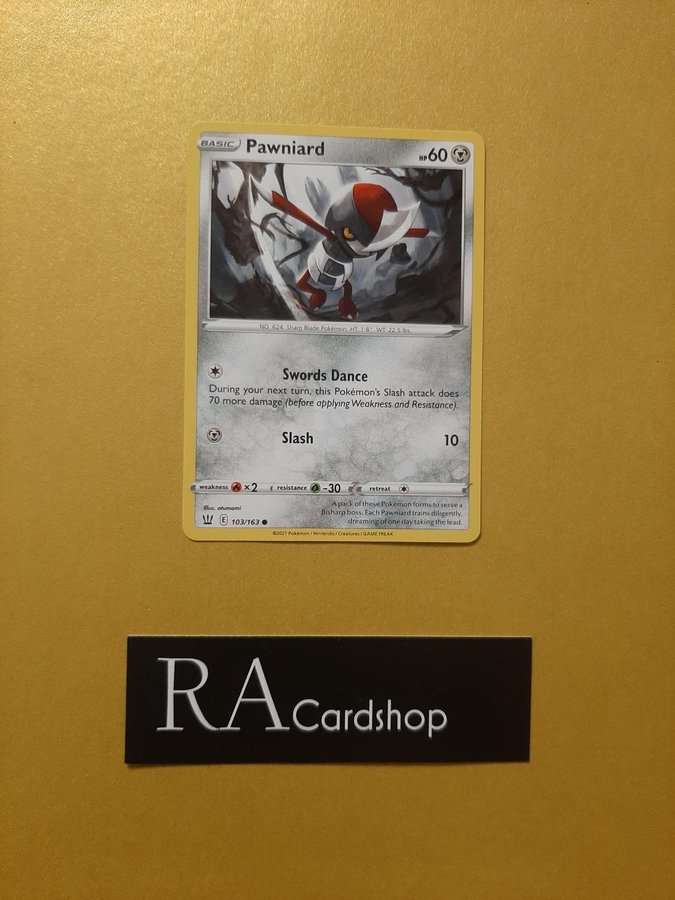 BASIC Pawniard HP 60
NO. 624 Sharp Blade Pokémon HT: 1'8" WT: 22.5 lbs.
Swords Dance
During your next turn, this Pokémon's Slash attack does
70 more damage (before applying Weakness and Resistance).
Slash 10
weakness ×2 resistance -30 retreat
Illus. otumami
A pack of these Pokémon forms to serve a
Bisharp boss. Each Pawniard trains diligently,
dreaming of one day taking the lead.
E 103/163
©2021 Pokémon / Nintendo / Creatures / GAME FREAK
RA Cardshop